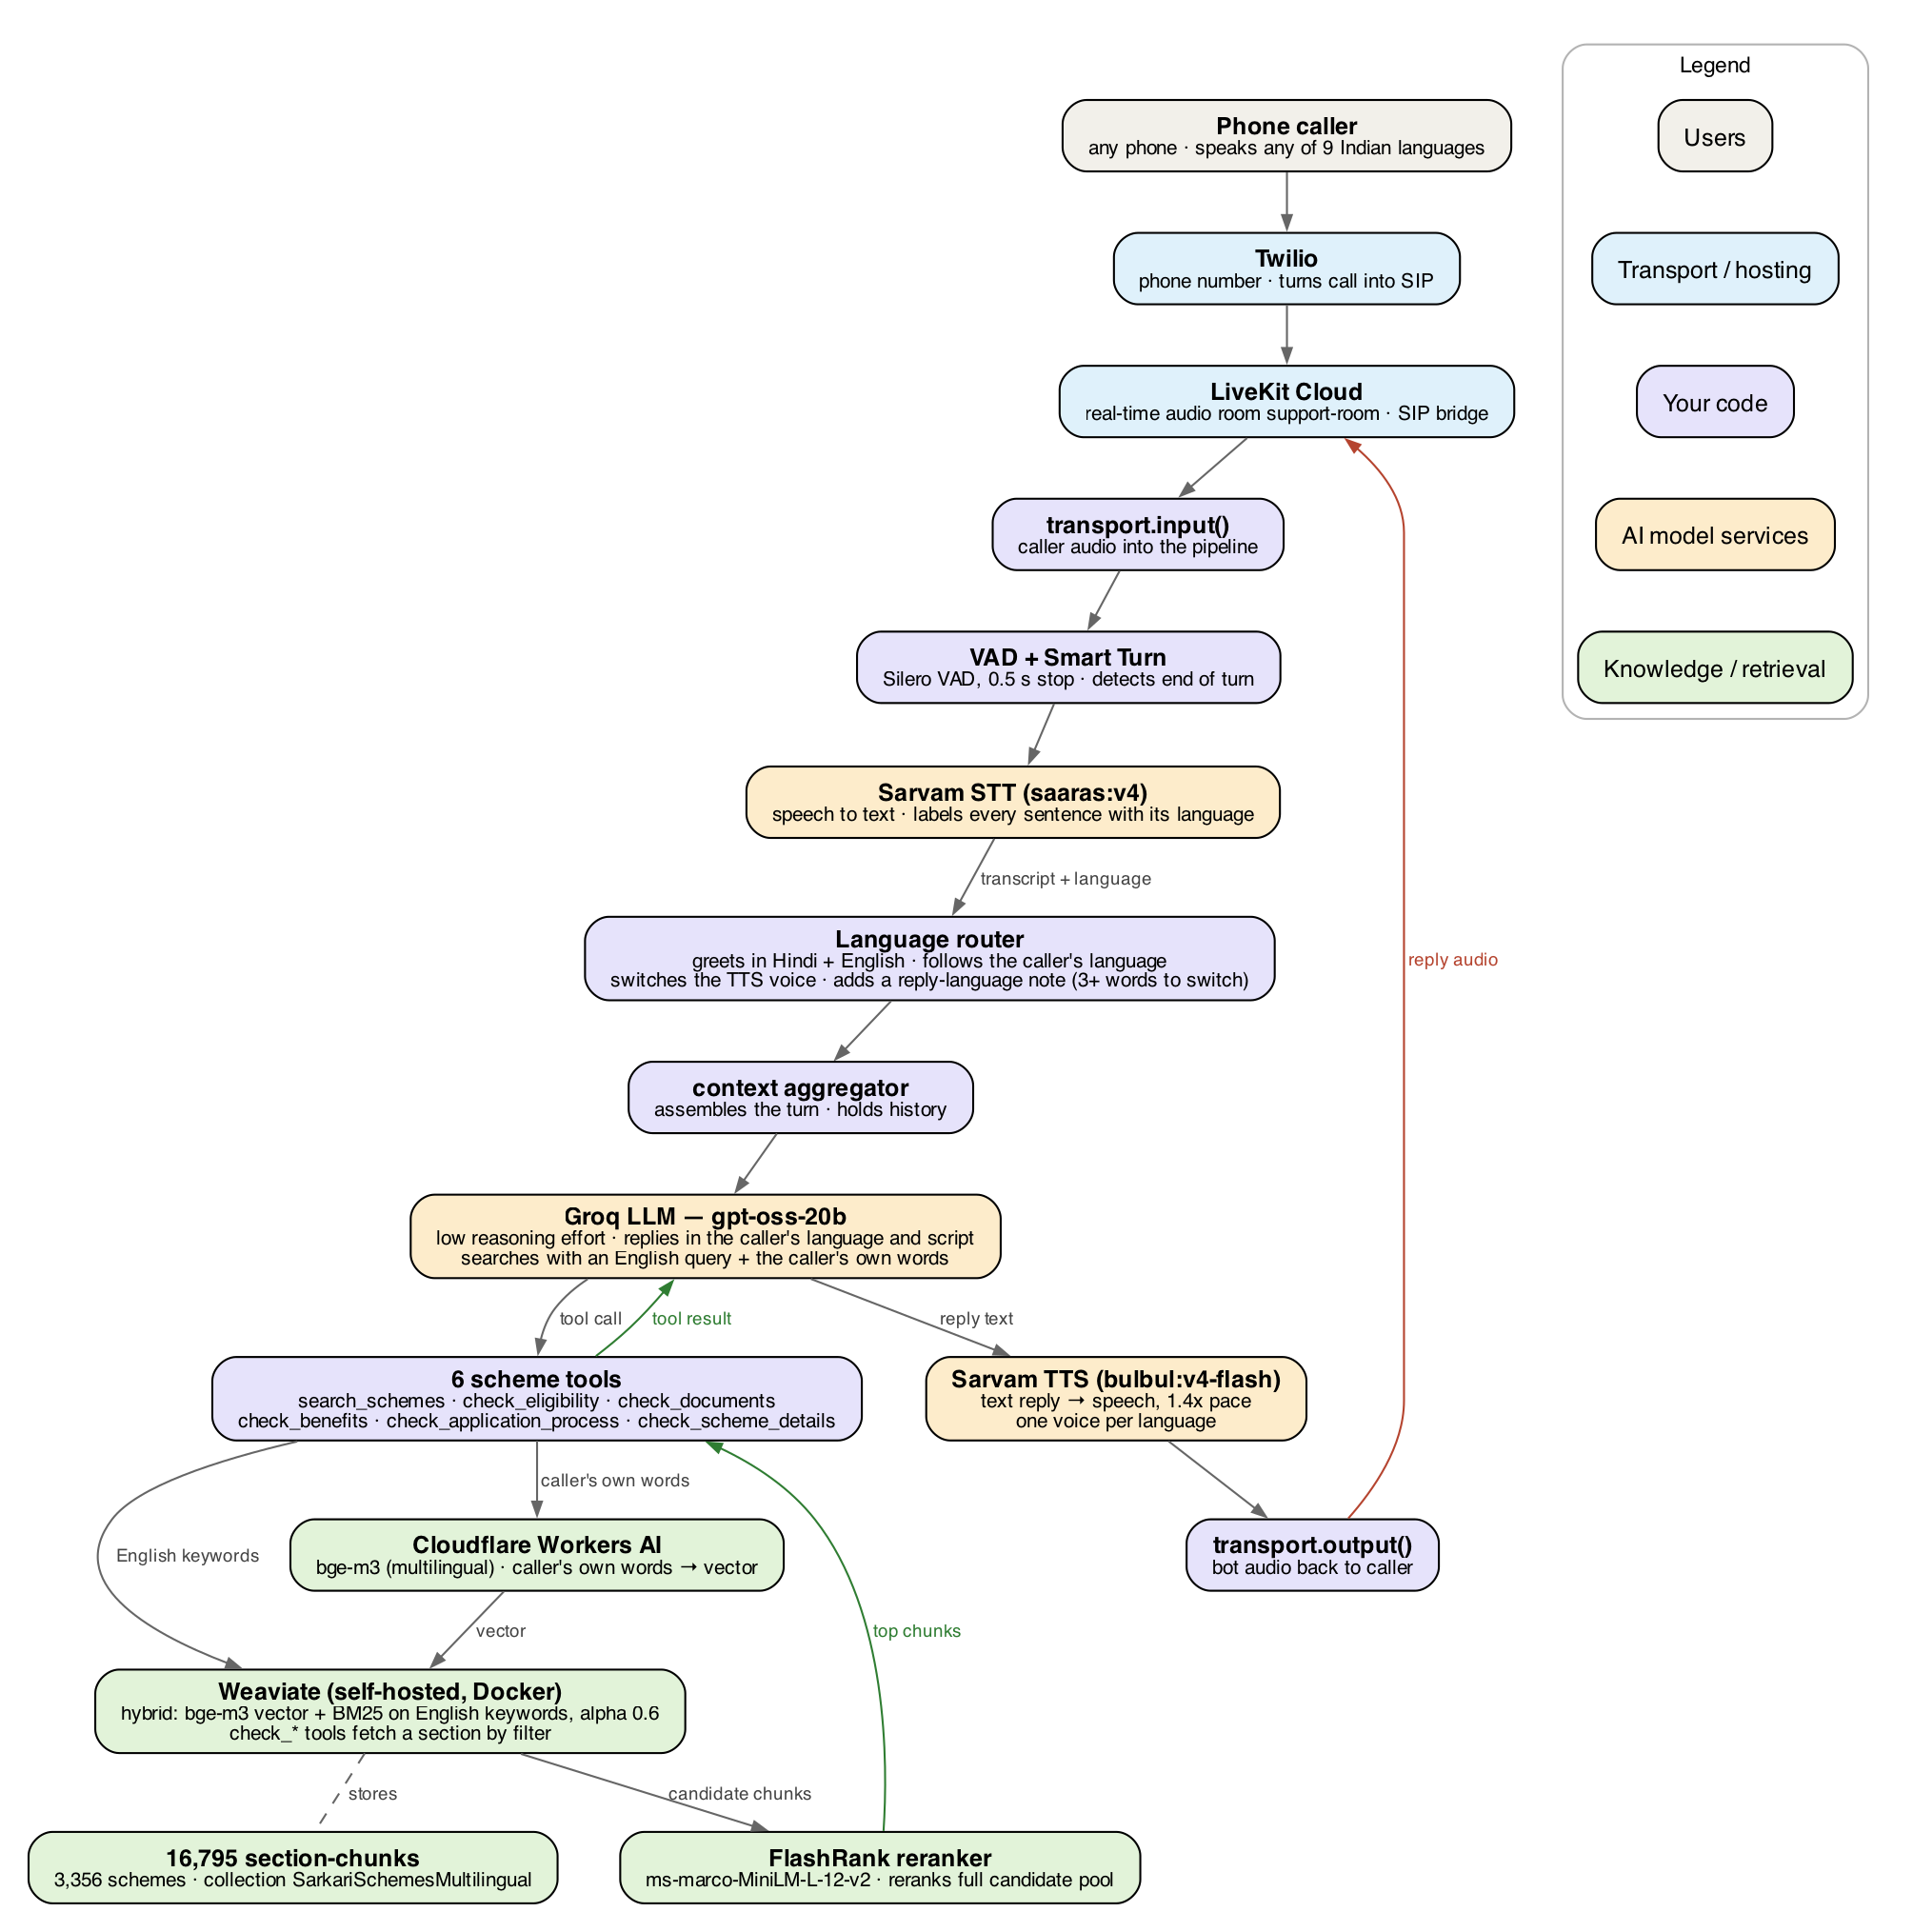 Legend
Users
Transport / hosting
Your code
AI model services
Knowledge / retrieval
Phone caller
any phone · speaks any of 9 Indian languages
Twilio
phone number · turns call into SIP
LiveKit Cloud
real-time audio room support-room · SIP bridge
transport.input()
caller audio into the pipeline
VAD + Smart Turn
Silero VAD, 0.5 s stop · detects end of turn
Sarvam STT (saaras:v4)
speech to text · labels every sentence with its language
transcript + language
Language router
greets in Hindi + English · follows the caller's language
switches the TTS voice · adds a reply-language note (3+ words to switch)
reply audio
context aggregator
assembles the turn · holds history
Groq LLM — gpt-oss-20b
low reasoning effort · replies in the caller's language and script
searches with an English query + the caller's own words
tool call
tool result
reply text
6 scheme tools
search_schemes · check_eligibility · check_documents
check_benefits · check_application_process · check_scheme_details
Sarvam TTS (bulbul:v4-flash)
text reply → speech, 1.4x pace
one voice per language
caller's own words
English keywords
Cloudflare Workers AI
bge-m3 (multilingual) · caller's own words → vector
transport.output()
bot audio back to caller
vector
top chunks
Weaviate (self-hosted, Docker)
hybrid: bge-m3 vector + BM25 on English keywords, alpha 0.6
check_* tools fetch a section by filter
stores
candidate chunks
16,795 section-chunks
3,356 schemes · collection SarkariSchemesMultilingual
FlashRank reranker
ms-marco-MiniLM-L-12-v2 · reranks full candidate pool